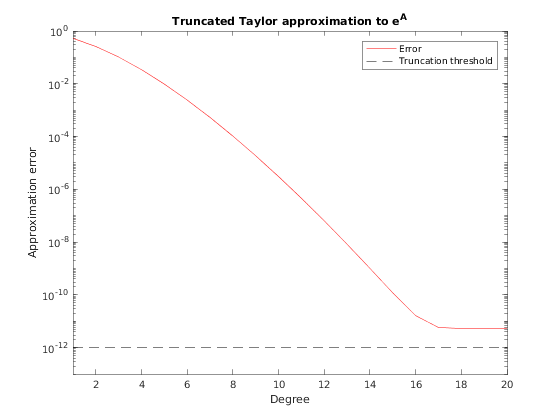 Truncated Taylor approximation to e^A
10^0
10^-2
10^-4
10^-6
10^-8
10^-10
10^-12
Approximation error
Error
Truncation threshold
2 4 6 8 10 12 14 16 18 20
Degree